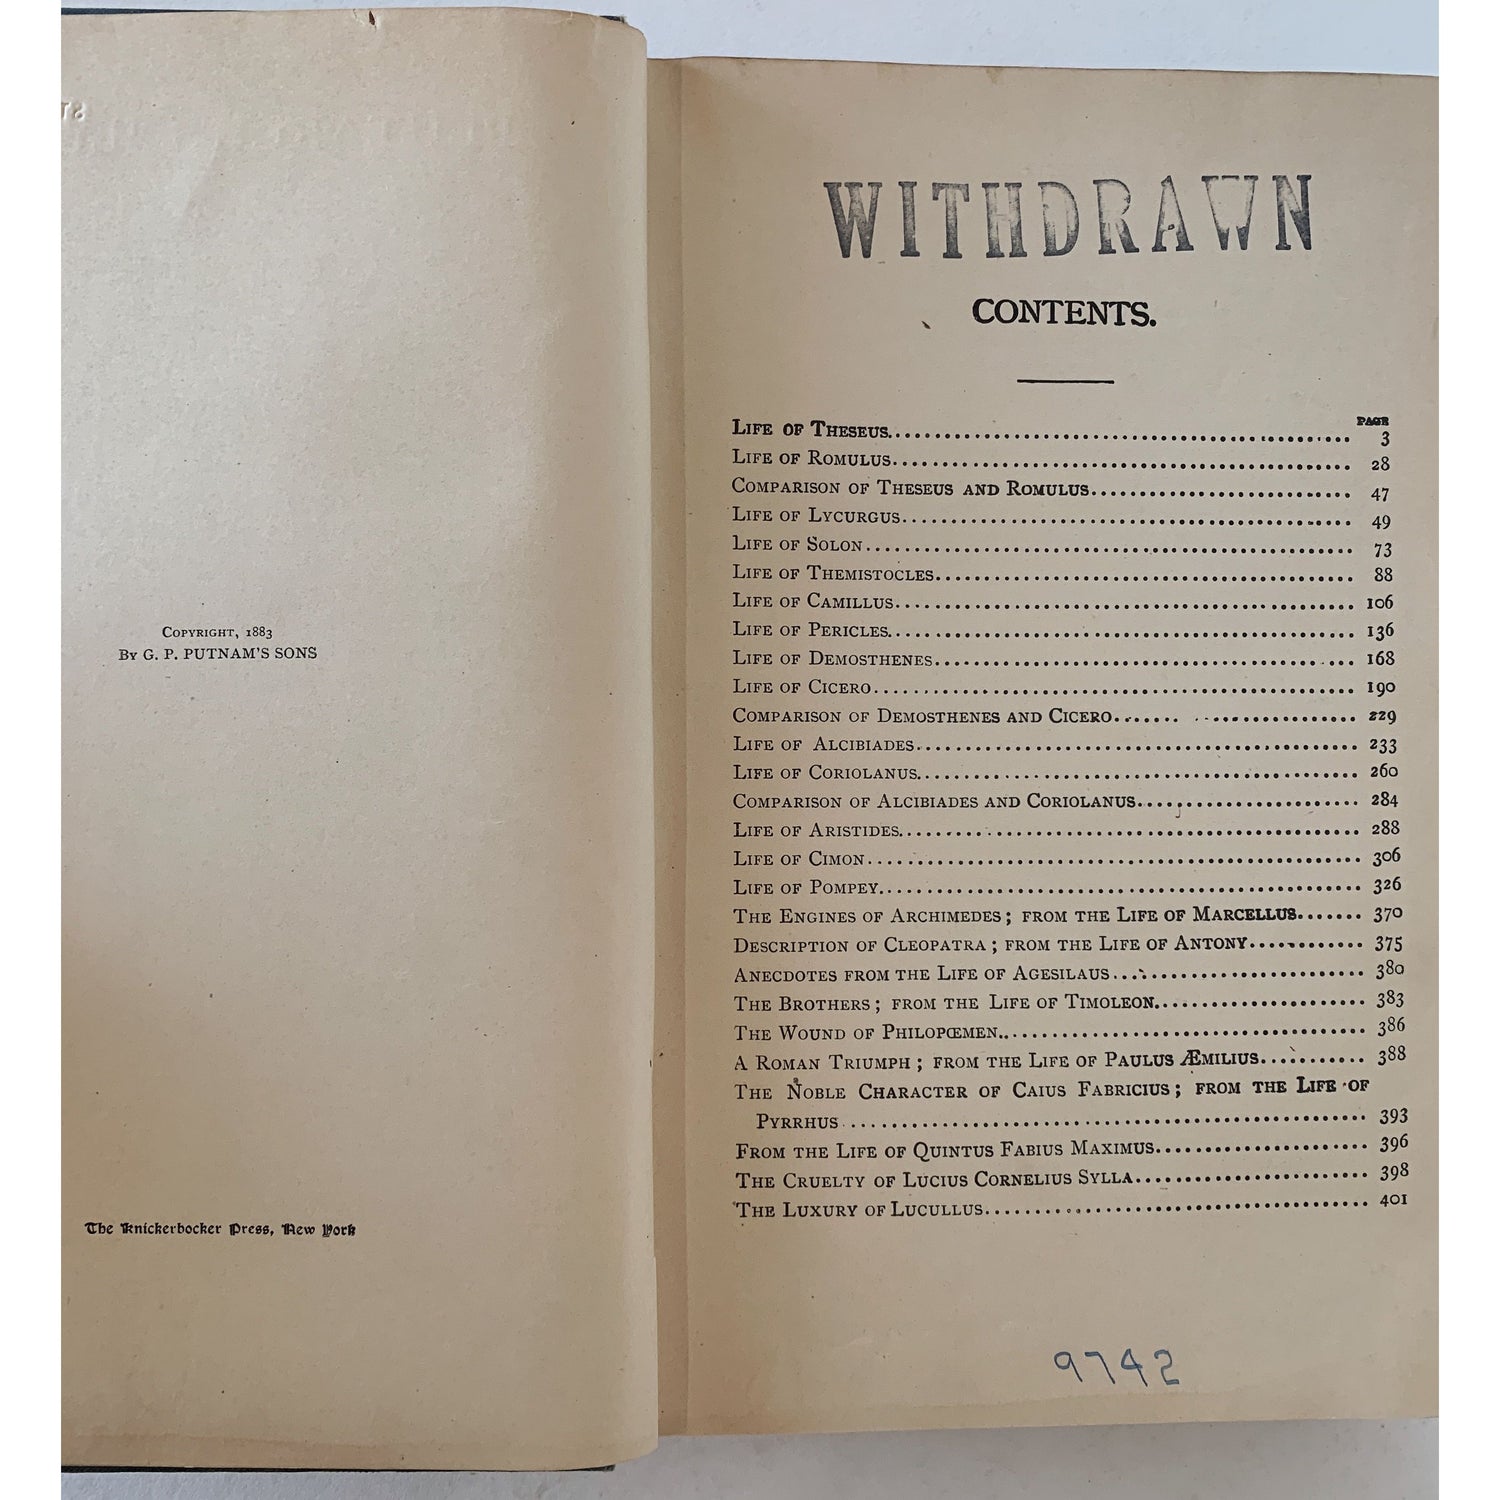 COPYRIGHT, 1883
BY G. P. PUTNAM'S SONS
The Knickerbocker Press, New York
WITHDRAWN
CONTENTS.
PAGE
LIFE OF THESEUS. 3
LIFE OF ROMULUS. 28
COMPARISON OF THESEUS AND ROMULUS. 47
LIFE OF LYCURGUS. 49
LIFE OF SOLON. 73
LIFE OF THEMISTOCLES. 88
LIFE OF CAMILLUS. 106
LIFE OF PERICLES. 136
LIFE OF DEMOSTHENES. 168
LIFE OF CICERO. 190
COMPARISON OF DEMOSTHENES AND CICERO. 229
LIFE OF ALCIBIADES. 233
LIFE OF CORIOLANUS. 260
COMPARISON OF ALCIBIADES AND CORIOLANUS. 284
LIFE OF ARISTIDES. 288
LIFE OF CIMON. 306
LIFE OF POMPEY. 326
THE ENGINES OF ARCHIMEDES; FROM THE LIFE OF MARCELLUS. 370
DESCRIPTION OF CLEOPATRA; FROM THE LIFE OF ANTONY. 375
ANECDOTES FROM THE LIFE OF AGESILAUS. 380
THE BROTHERS; FROM THE LIFE OF TIMOLEON. 383
THE WOUND OF PHILOPŒMEN. 386
A ROMAN TRIUMPH; FROM THE LIFE OF PAULUS ÆMILIUS. 388
THE NOBLE CHARACTER OF CAIUS FABRICIUS; FROM THE LIFE OF
PYRRHUS. 393
FROM THE LIFE OF QUINTUS FABIUS MAXIMUS. 396
THE CRUELTY OF LUCIUS CORNELIUS SYLLA. 398
THE LUXURY OF LUCULLUS. 401
9742